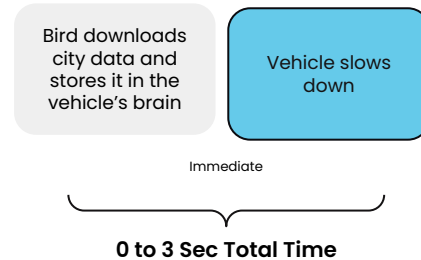 Bird downloads
city data and
stores it in the
vehicle's brain
Vehicle slows
down
Immediate
0 to 3 Sec Total Time